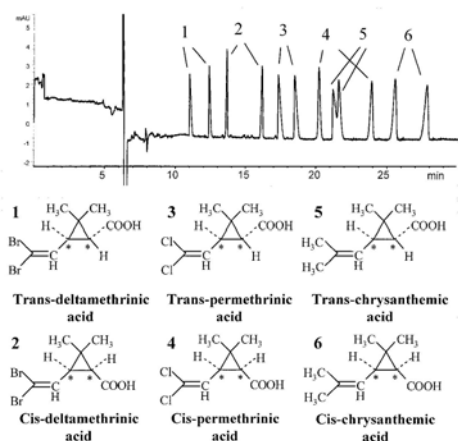 mAU
5
4
3
2
1
0
-1
-2
1 2 3 4 5 6
5 10 15 20 25 min
1
H₃C CH₃
H COOH
Br
Br H H
* *
Trans-deltamethrinic
acid
3
H₃C CH₃
H COOH
Cl
Cl H H
* *
Trans-permethrinic
acid
5
H₃C CH₃
H COOH
H₃C
H₃C H H
* *
Trans-chrysanthemic
acid
2
H₃C CH₃
H H
Br
Br H COOH
* *
Cis-deltamethrinic
acid
4
H₃C CH₃
H H
Cl
Cl H COOH
* *
Cis-permethrinic
acid
6
H₃C CH₃
H H
H₃C
H₃C H COOH
* *
Cis-chrysanthemic
acid